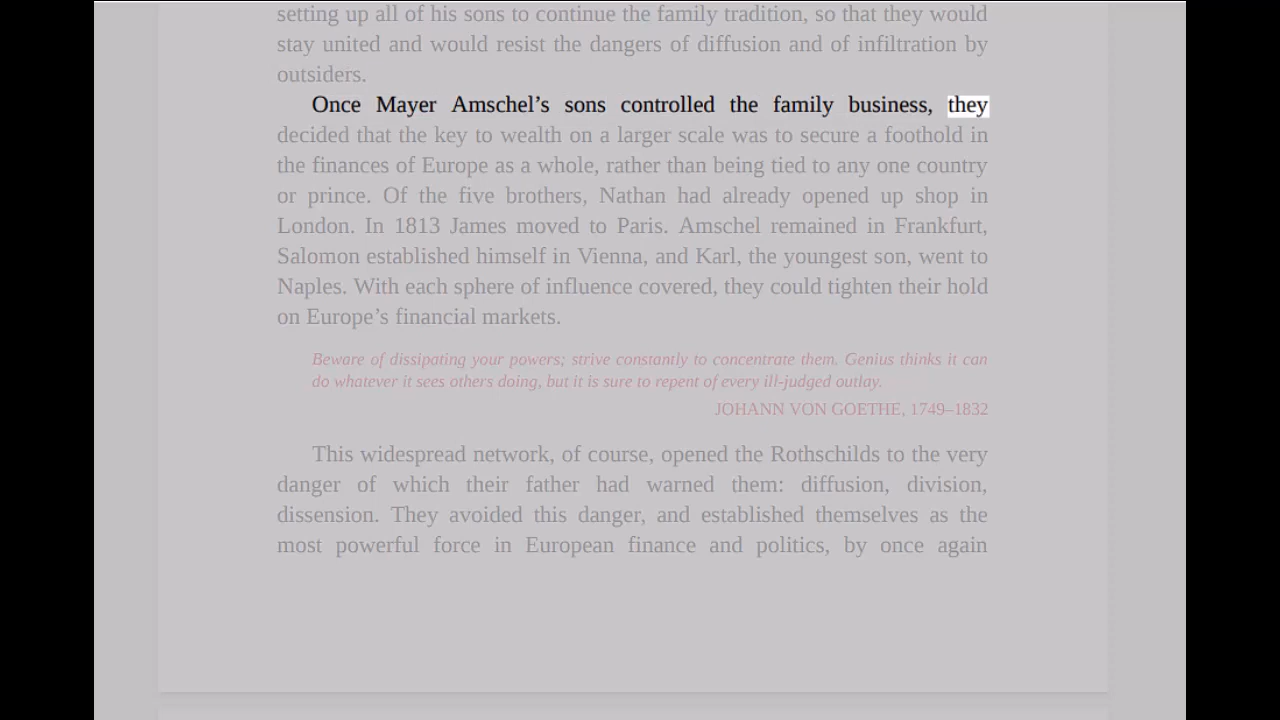 setting up all of his sons to continue the family tradition, so that they would
stay united and would resist the dangers of diffusion and of infiltration by
outsiders.
Once Mayer Amschel’s sons controlled the family business, they
decided that the key to wealth on a larger scale was to secure a foothold in
the finances of Europe as a whole, rather than being tied to any one country
or prince. Of the five brothers, Nathan had already opened up shop in
London. In 1813 James moved to Paris. Amschel remained in Frankfurt,
Salomon established himself in Vienna, and Karl, the youngest son, went to
Naples. With each sphere of influence covered, they could tighten their hold
on Europe’s financial markets.
Beware of dissipating your powers; strive constantly to concentrate them. Genius thinks it can
do whatever it sees others doing, but it is sure to repent of every ill-judged outlay.
JOHANN VON GOETHE, 1749–1832
This widespread network, of course, opened the Rothschilds to the very
danger of which their father had warned them: diffusion, division,
dissension. They avoided this danger, and established themselves as the
most powerful force in European finance and politics, by once again